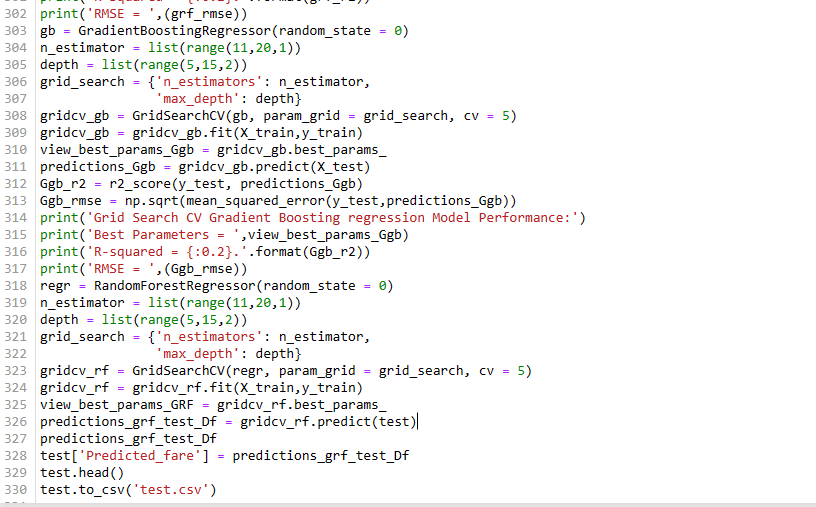 302 print('RMSE = ',(grf_rmse))
303 gb = GradientBoostingRegressor(random_state = 0)
304 n_estimator = list(range(11,20,1))
305 depth = list(range(5,15,2))
306 grid_search = {'n_estimators': n_estimator,
307                'max_depth': depth}
308 gridcv_gb = GridSearchCV(gb, param_grid = grid_search, cv = 5)
309 gridcv_gb = gridcv_gb.fit(X_train,y_train)
310 view_best_params_Ggb = gridcv_gb.best_params_
311 predictions_Ggb = gridcv_gb.predict(X_test)
312 Ggb_r2 = r2_score(y_test, predictions_Ggb)
313 Ggb_rmse = np.sqrt(mean_squared_error(y_test,predictions_Ggb))
314 print('Grid Search CV Gradient Boosting regression Model Performance:')
315 print('Best Parameters = ',view_best_params_Ggb)
316 print('R-squared = {:0.2}.'.format(Ggb_r2))
317 print('RMSE = ',(Ggb_rmse))
318 regr = RandomForestRegressor(random_state = 0)
319 n_estimator = list(range(11,20,1))
320 depth = list(range(5,15,2))
321 grid_search = {'n_estimators': n_estimator,
322                'max_depth': depth}
323 gridcv_rf = GridSearchCV(regr, param_grid = grid_search, cv = 5)
324 gridcv_rf = gridcv_rf.fit(X_train,y_train)
325 view_best_params_GRF = gridcv_rf.best_params_
326 predictions_grf_test_Df = gridcv_rf.predict(test)
327 predictions_grf_test_Df
328 test['Predicted_fare'] = predictions_grf_test_Df
329 test.head()
330 test.to_csv('test.csv')